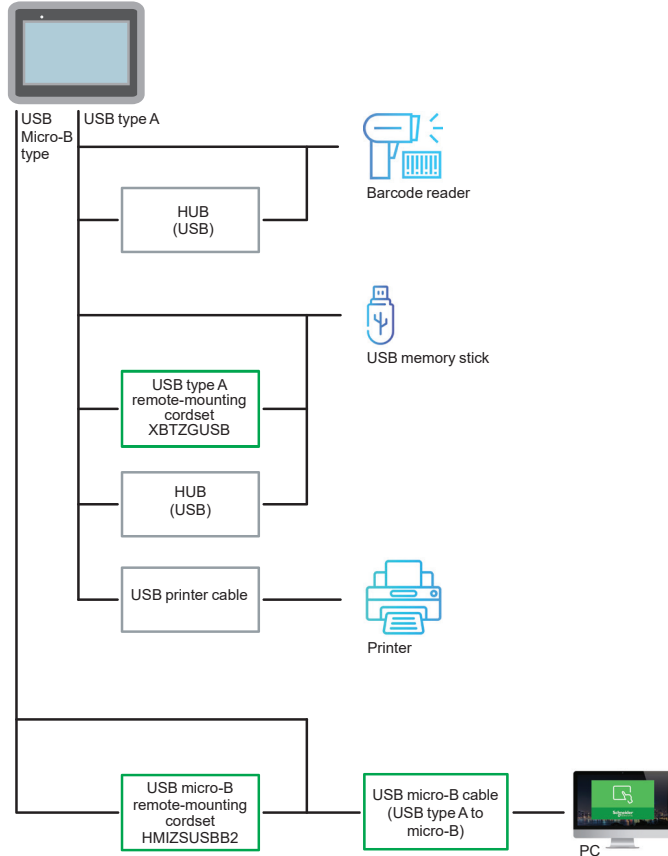 USB
Micro-B
type
USB type A
Barcode reader
HUB
(USB)
USB memory stick
USB type A
remote-mounting
cordset
XBTZGUSB
HUB
(USB)
USB printer cable
Printer
USB micro-B
remote-mounting
cordset
HMIZSUSBB2
USB micro-B cable
(USB type A to
micro-B)
Schneider
PC